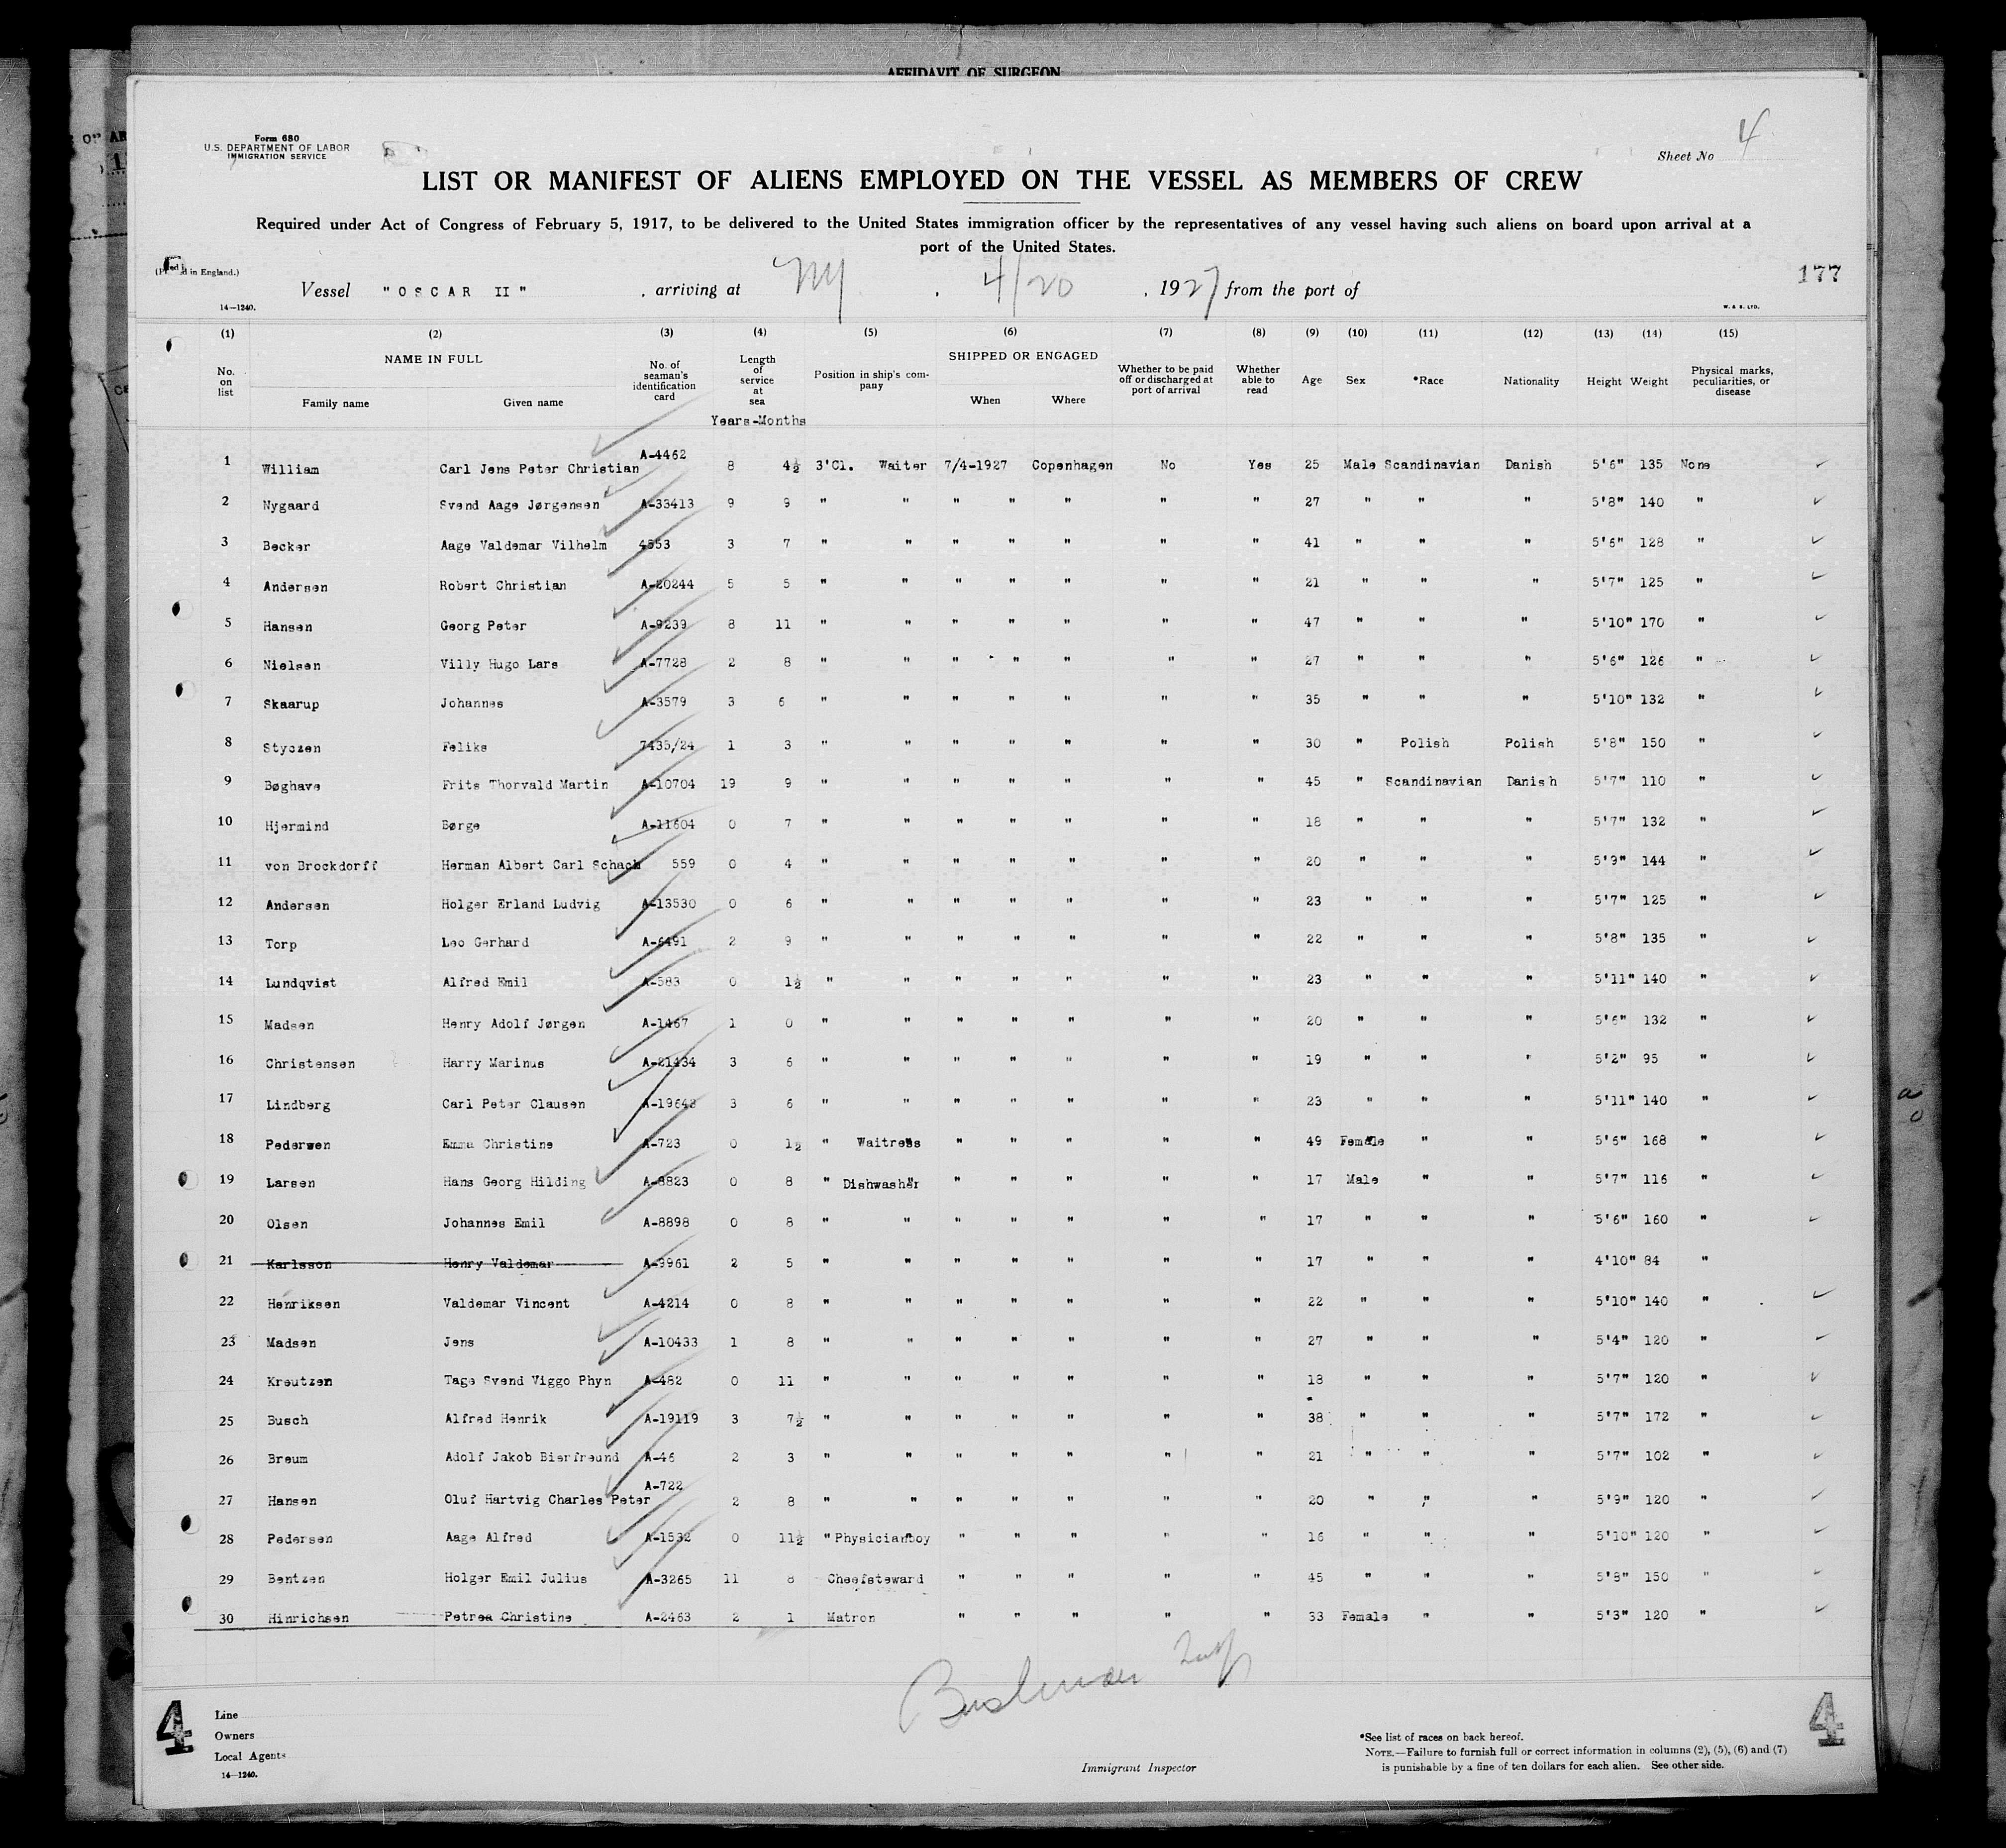 AFFIDAVIT OF SURGEON
Form 680
U.S. DEPARTMENT OF LABOR
IMMIGRATION SERVICE
Sheet No 4
LIST OR MANIFEST OF ALIENS EMPLOYED ON THE VESSEL AS MEMBERS OF CREW
Required under Act of Congress of February 5, 1917, to be delivered to the United States immigration officer by the representatives of any vessel having such aliens on board upon arrival at a
port of the United States.
in England.)
177
Vessel "OSCAR II" , arriving at NY , 4/20 , 1927 from the port of
14—1240. W. & S. LTD.
(1) (2) (3) (4) (5) (6) (7) (8) (9) (10) (11) (12) (13) (14) (15)
No. on list NAME IN FULL Family name Given name No. of seaman's identification card Length of service at sea Position in ship's company SHIPPED OR ENGAGED When Where Whether to be paid off or discharged at port of arrival Whether able to read Age Sex *Race Nationality Height Weight Physical marks, peculiarities, or disease
Years-Months
1 William Carl Jens Peter Christian A-4462 8 4½ 3'Cl. Waiter 7/4-1927 Copenhagen No Yes 25 Male Scandinavian Danish 5'6" 135 None
2 Nygaard Svend Aage Jørgensen A-33413 9 9 " " " " " " " 27 " " " 5'8" 140 "
3 Becker Aage Valdemar Vilhelm 4553 3 7 " " " " " " " 41 " " " 5'6" 128 "
4 Andersen Robert Christian A-20244 5 5 " " " " " " " 21 " " " 5'7" 125 "
5 Hansen Georg Peter A-9239 8 11 " " " " " " " 47 " " " 5'10" 170 "
6 Nielsen Villy Hugo Lars A-7728 2 8 " " " " " " " 27 " " " 5'6" 126 "
7 Skaarup Johannes A-3579 3 6 " " " " " " " 35 " " " 5'10" 132 "
8 Styczen Feliks 7435/24 1 3 " " " " " " " 30 " Polish Polish 5'8" 150 "
9 Bøghave Frits Thorvald Martin A-10704 19 9 " " " " " " " 45 " Scandinavian Danish 5'7" 110 "
10 Hjermind Børge A-11604 0 7 " " " " " " " 18 " " " 5'7" 132 "
11 von Brockdorff Herman Albert Carl Schach 559 0 4 " " " " " " " 20 " " " 5'9" 144 "
12 Andersen Holger Erland Ludvig A-13530 0 6 " " " " " " " 23 " " " 5'7" 125 "
13 Torp Leo Gerhard A-6491 2 9 " " " " " " " 22 " " " 5'8" 135 "
14 Lundqvist Alfred Emil A-583 0 1½ " " " " " " " 23 " " " 5'11" 140 "
15 Madsen Henry Adolf Jørgen A-1467 1 0 " " " " " " " 20 " " " 5'6" 132 "
16 Christensen Harry Marinus A-21434 3 6 " " " " " " " 19 " " " 5'2" 95 "
17 Lindberg Carl Peter Clausen A-19642 3 6 " " " " " " " 23 " " " 5'11" 140 "
18 Pederwen Emma Christine A-723 0 1½ " Waitress " " " " " 49 Female " " 5'6" 168 "
19 Larsen Hans Georg Hilding A-8823 0 8 " Dishwasher " " " " " 17 Male " " 5'7" 116 "
20 Olsen Johannes Emil A-8898 0 8 " " " " " " " 17 " " " 5'6" 160 "
21 Karlsson Henry Valdemar A-9961 2 5 " " " " " " " 17 " " " 4'10" 84 "
22 Henriksen Valdemar Vincent A-4214 0 8 " " " " " " " 22 " " " 5'10" 140 "
23 Madsen Jens A-10433 1 8 " " " " " " " 27 " " " 5'4" 120 "
24 Kreutzen Tage Svend Viggo Phyn A-482 0 11 " " " " " " " 18 " " " 5'7" 120 "
25 Busch Alfred Henrik A-19119 3 7½ " " " " " " " 38 " " " 5'7" 172 "
26 Breum Adolf Jakob Bierfreund A-46 2 3 " " " " " " " 21 " " " 5'7" 102 "
27 Hansen Oluf Hartvig Charles Peter A-722 2 8 " " " " " " " 20 " " " 5'9" 120 "
28 Pedersen Aage Alfred A-1532 0 11½ " Physicianboy " " " " " 16 " " " 5'10" 120 "
29 Bentzen Holger Emil Julius A-3265 11 8 Cheefsteward " " " " " 45 " " " 5'8" 150 "
30 Hinrichsen Petrea Christine A-2463 2 1 Matron " " " " " 33 Female " " 5'3" 120 "
4 4
Line
Owners
Local Agents
14—1240.
Immigrant Inspector
*See list of races on back hereof.
NOTE.—Failure to furnish full or correct information in columns (2), (5), (6) and (7)
is punishable by a fine of ten dollars for each alien. See other side.